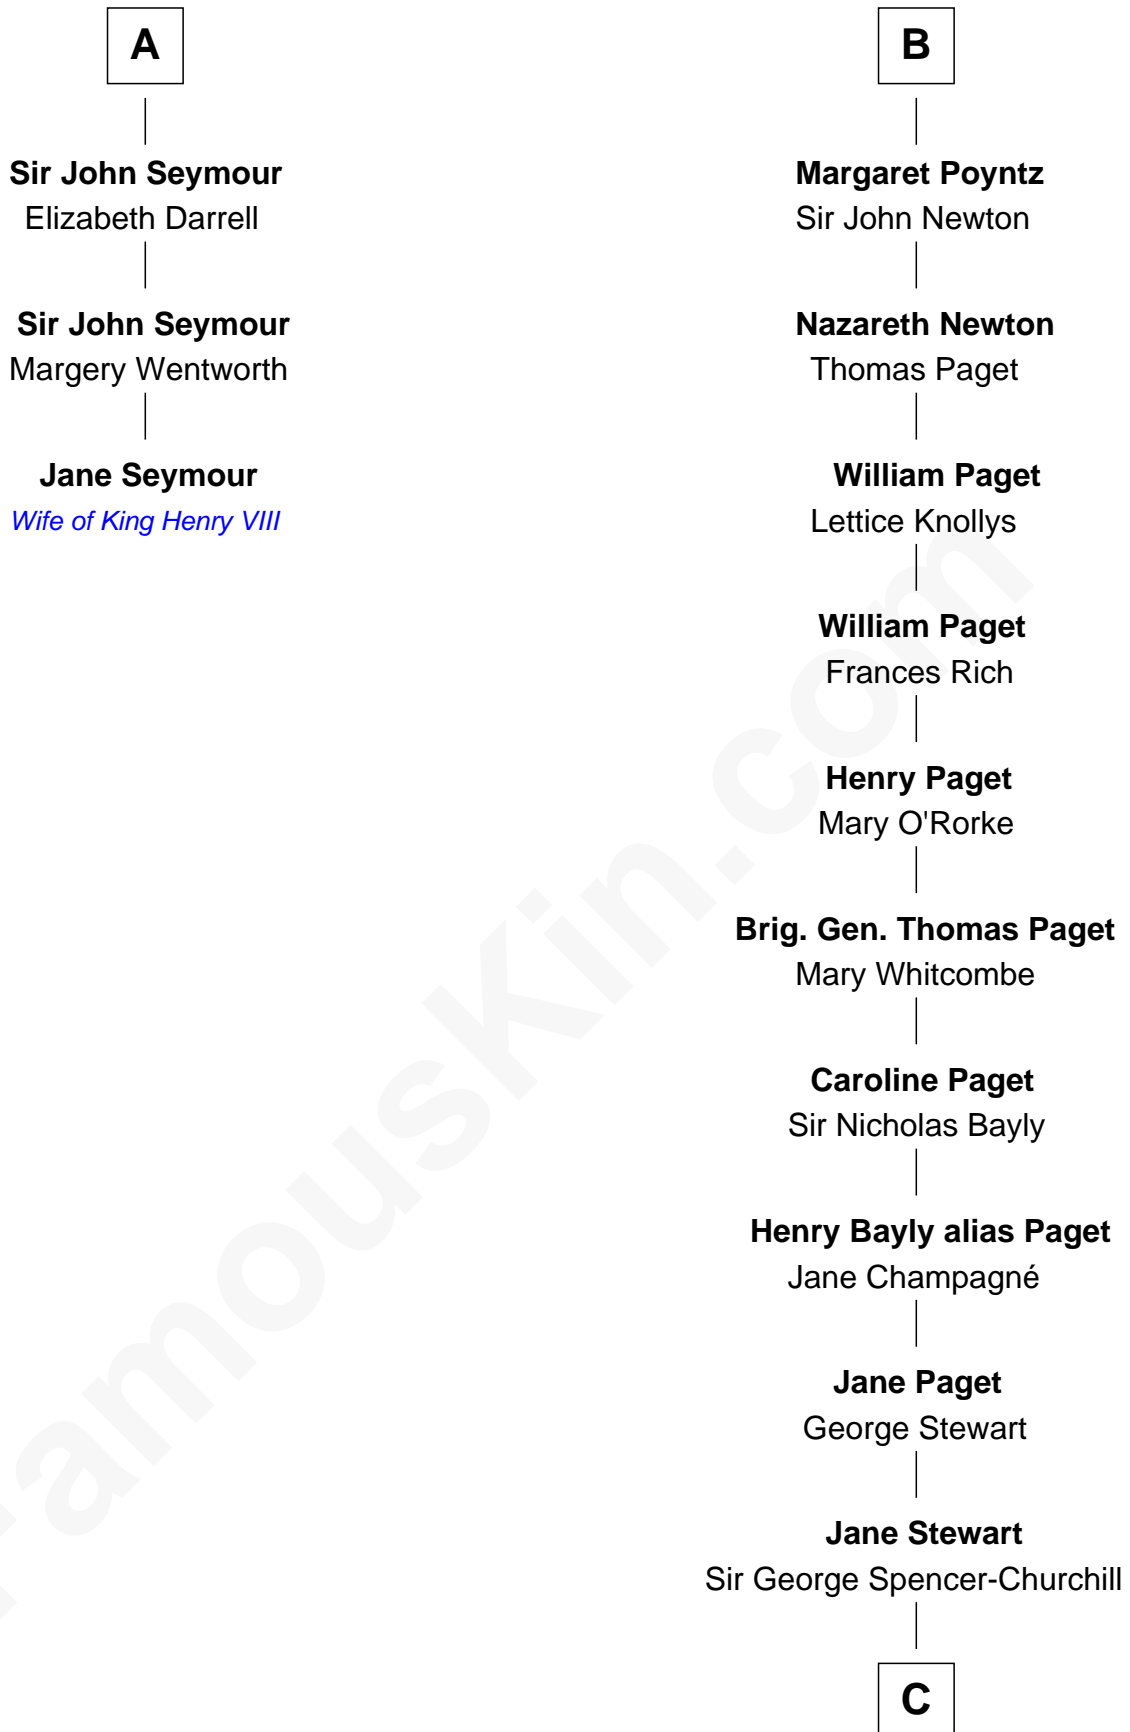 A
Sir John Seymour
Elizabeth Darrell
Sir John Seymour
Margery Wentworth
Jane Seymour
Wife of King Henry VIII
B
Margaret Poyntz
Sir John Newton
Nazareth Newton
Thomas Paget
William Paget
Lettice Knollys
William Paget
Frances Rich
Henry Paget
Mary O'Rorke
Brig. Gen. Thomas Paget
Mary Whitcombe
Caroline Paget
Sir Nicholas Bayly
Henry Bayly alias Paget
Jane Champagné
Jane Paget
George Stewart
Jane Stewart
Sir George Spencer-Churchill
C
FamousKin.com